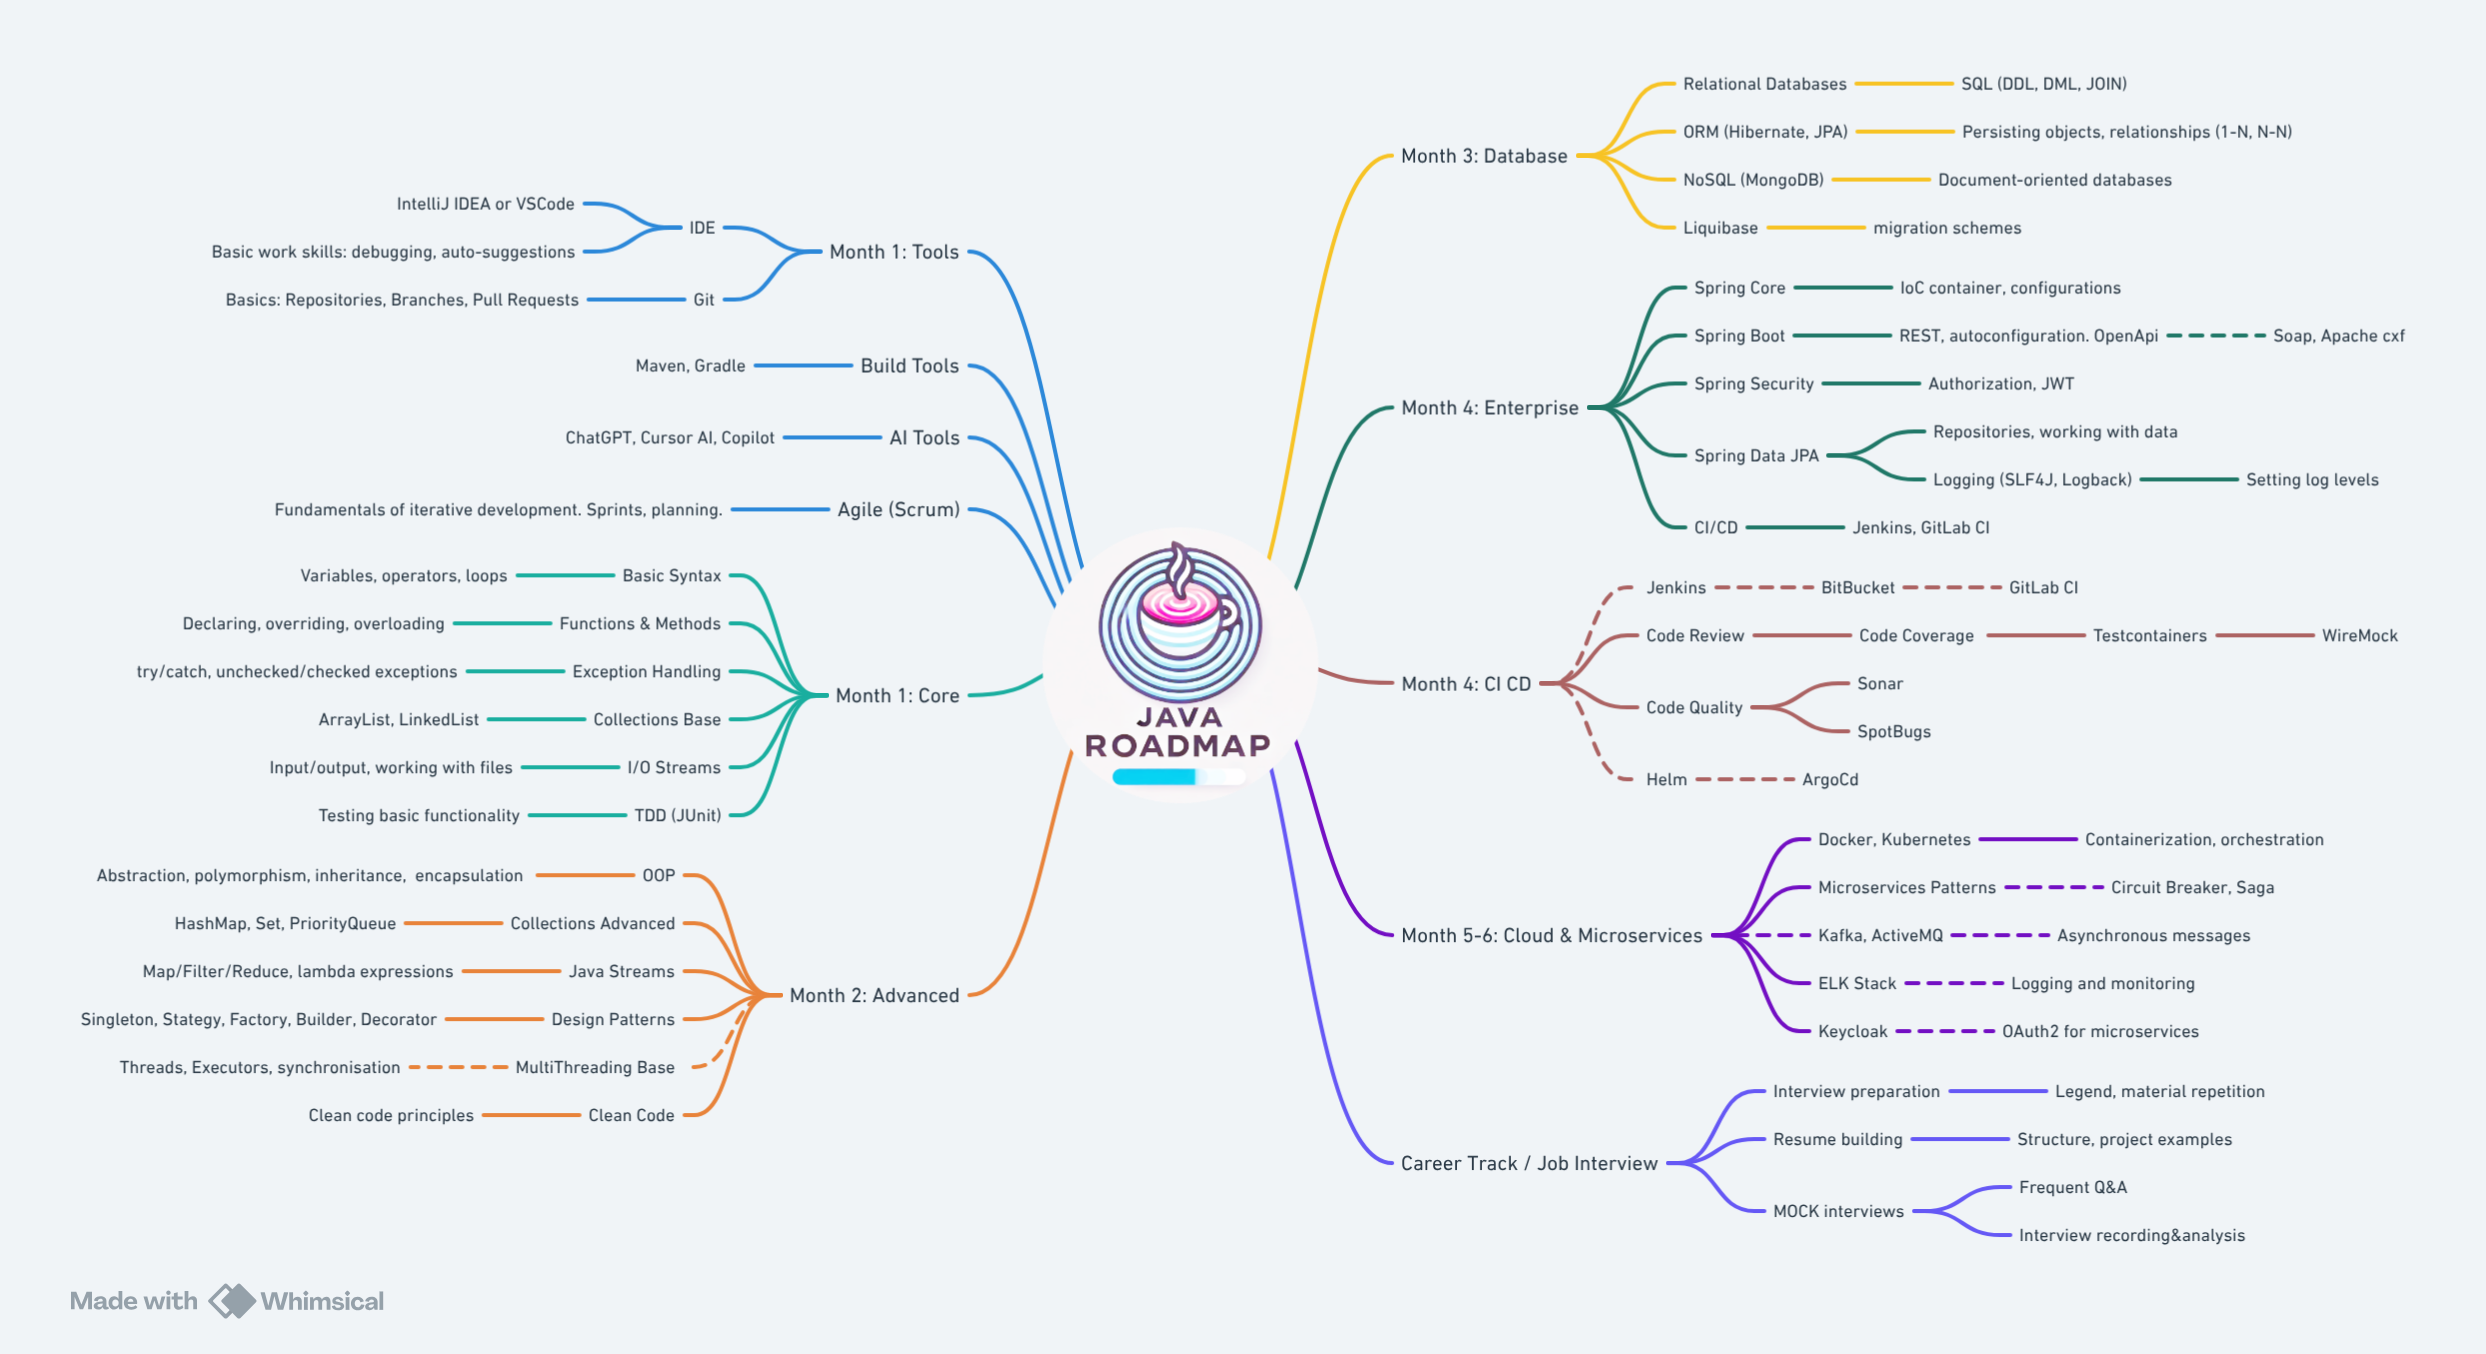 IntelliJ IDEA or VSCode
IDE
Basic work skills: debugging, auto-suggestions
Month 1: Tools
Basics: Repositories, Branches, Pull Requests
Git
Maven, Gradle
Build Tools
ChatGPT, Cursor AI, Copilot
AI Tools
Fundamentals of iterative development. Sprints, planning.
Agile (Scrum)
Variables, operators, loops
Basic Syntax
Declaring, overriding, overloading
Functions & Methods
try/catch, unchecked/checked exceptions
Exception Handling
Month 1: Core
ArrayList, LinkedList
Collections Base
Input/output, working with files
I/O Streams
Testing basic functionality
TDD (JUnit)
Abstraction, polymorphism, inheritance, encapsulation
OOP
HashMap, Set, PriorityQueue
Collections Advanced
Map/Filter/Reduce, lambda expressions
Java Streams
Month 2: Advanced
Singleton, Stategy, Factory, Builder, Decorator
Design Patterns
Threads, Executors, synchronisation
MultiThreading Base
Clean code principles
Clean Code
JAVA
ROADMAP
Month 3: Database
Relational Databases
SQL (DDL, DML, JOIN)
ORM (Hibernate, JPA)
Persisting objects, relationships (1-N, N-N)
NoSQL (MongoDB)
Document-oriented databases
Liquibase
migration schemes
Month 4: Enterprise
Spring Core
IoC container, configurations
Spring Boot
REST, autoconfiguration. OpenApi
Soap, Apache cxf
Spring Security
Authorization, JWT
Spring Data JPA
Repositories, working with data
Logging (SLF4J, Logback)
Setting log levels
CI/CD
Jenkins, GitLab CI
Month 4: CI CD
Jenkins
BitBucket
GitLab CI
Code Review
Code Coverage
Testcontainers
WireMock
Code Quality
Sonar
SpotBugs
Helm
ArgoCd
Month 5-6: Cloud & Microservices
Docker, Kubernetes
Containerization, orchestration
Microservices Patterns
Circuit Breaker, Saga
Kafka, ActiveMQ
Asynchronous messages
ELK Stack
Logging and monitoring
Keycloak
OAuth2 for microservices
Career Track / Job Interview
Interview preparation
Legend, material repetition
Resume building
Structure, project examples
MOCK interviews
Frequent Q&A
Interview recording&analysis
Made with Whimsical